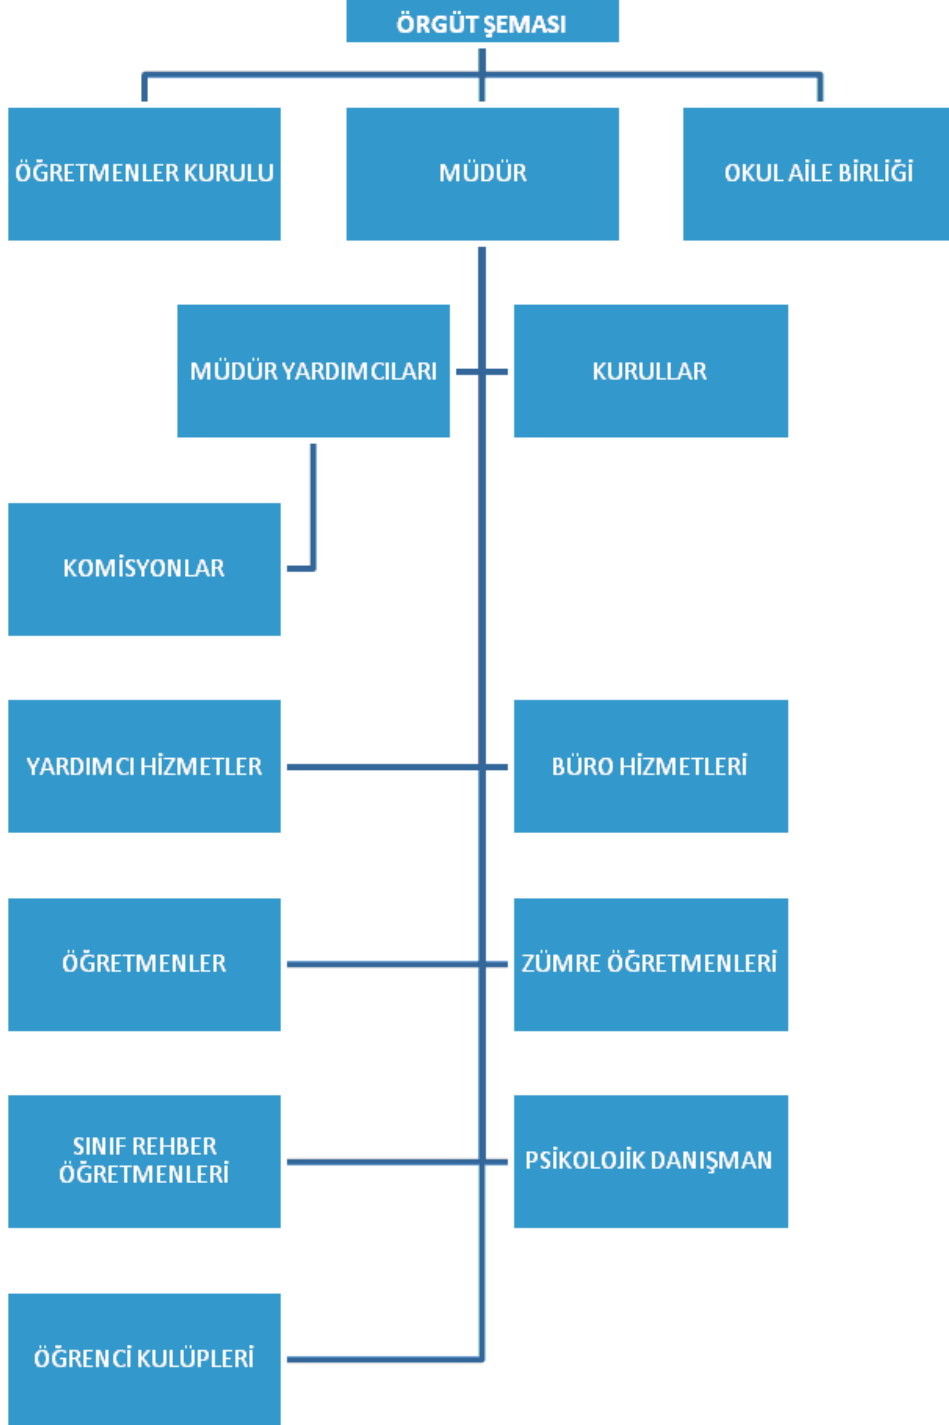 ÖRGÜT ŞEMASI
ÖĞRETMENLER KURULU
MÜDÜR
OKUL AİLE BİRLİĞİ
MÜDÜR YARDIMCILARI
KURULLAR
KOMİSYONLAR
YARDIMCI HİZMETLER
BÜRO HİZMETLERİ
ÖĞRETMENLER
ZÜMRE ÖĞRETMENLERİ
SINIF REHBER
ÖĞRETMENLERİ
PSİKOLOJİK DANIŞMAN
ÖĞRENCİ KULÜPLERİ